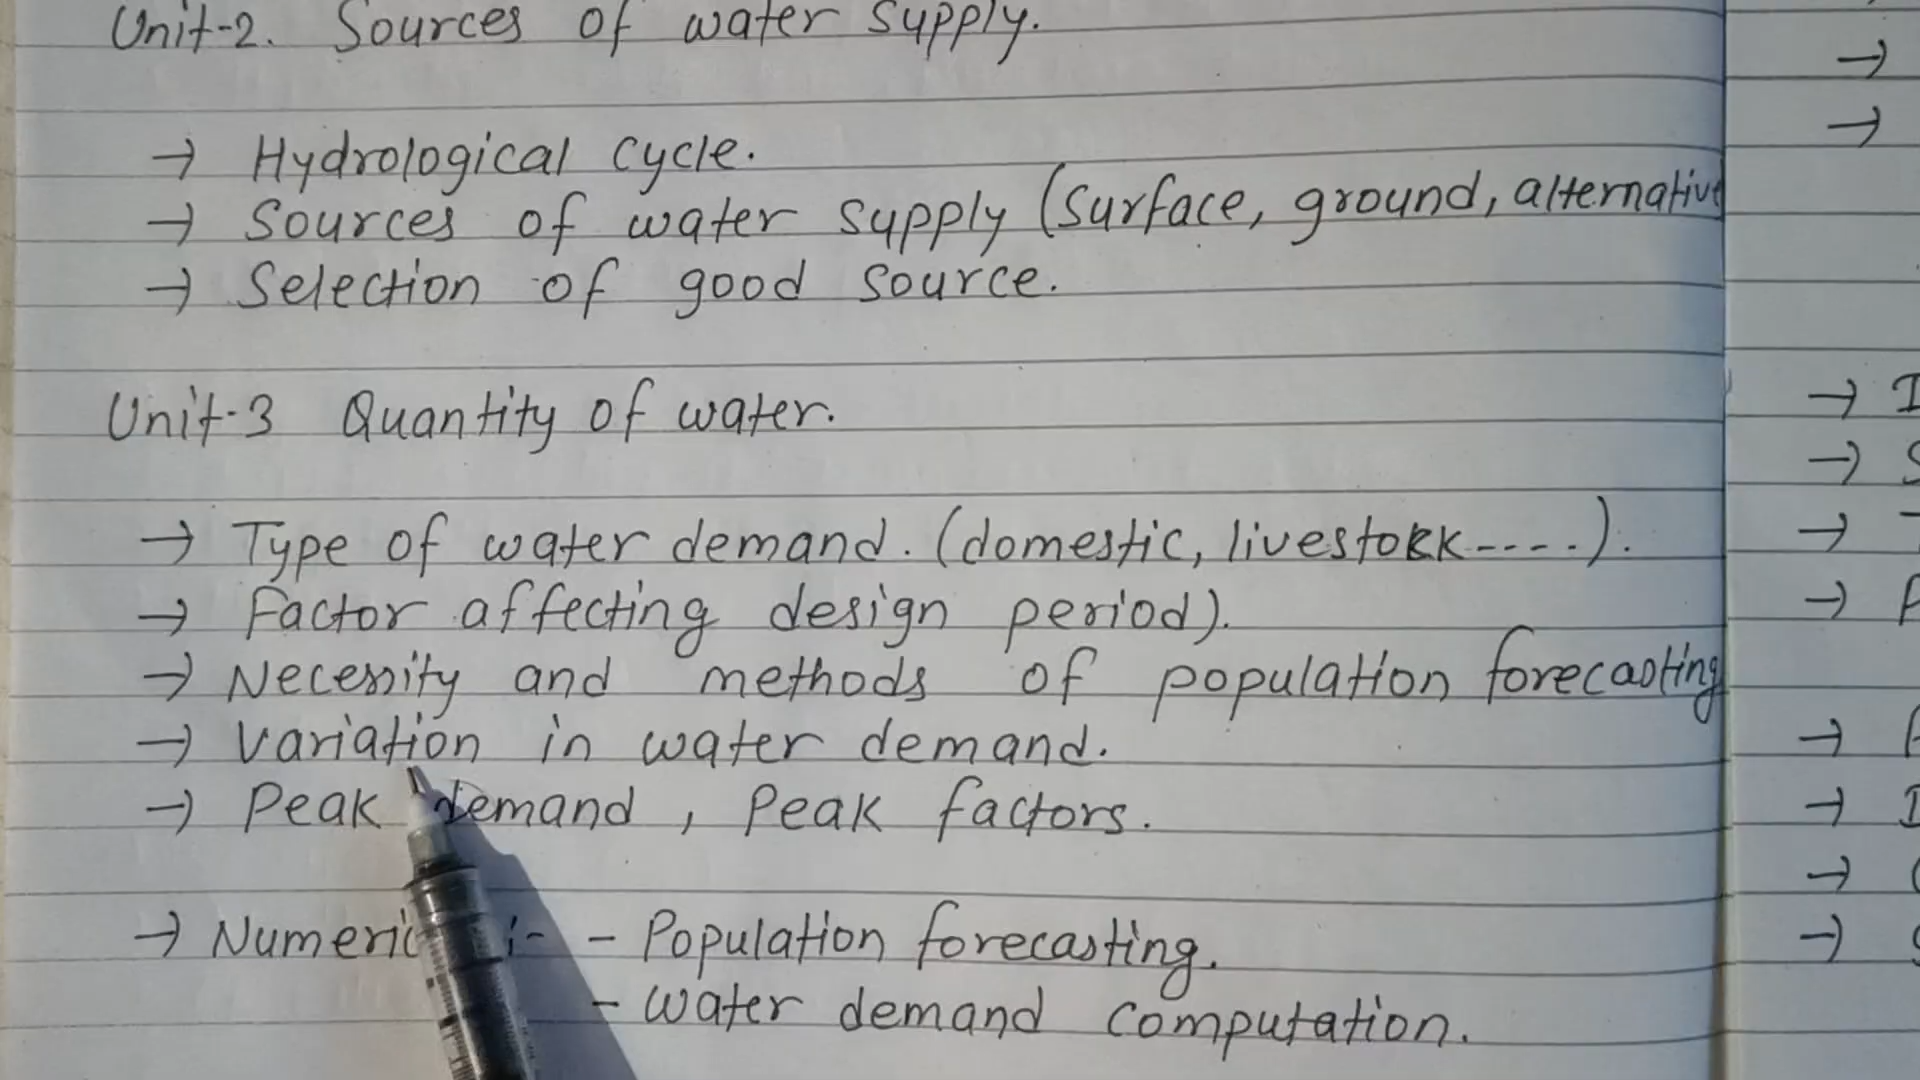 Unit-2. Sources of water supply.
→ Hydrological cycle.
→ Sources of water supply (surface, ground, alternative
→ Selection of good source.
Unit-3 Quantity of water.
→ Type of water demand. (domestic, livestokk-----).
→ Factor affecting design period).
→ Necessity and methods of population forecasting
→ Variation in water demand.
→ Peak demand, Peak factors.
→ Numeric :- - Population forecasting.
- Water demand computation.